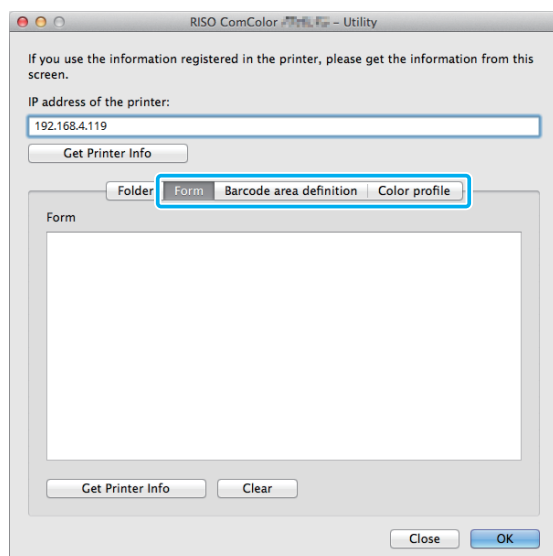 RISO ComColor – Utility
If you use the information registered in the printer, please get the information from this
screen.
IP address of the printer:
192.168.4.119
Get Printer Info
Folder Form Barcode area definition Color profile
Form
Get Printer Info Clear
Close OK